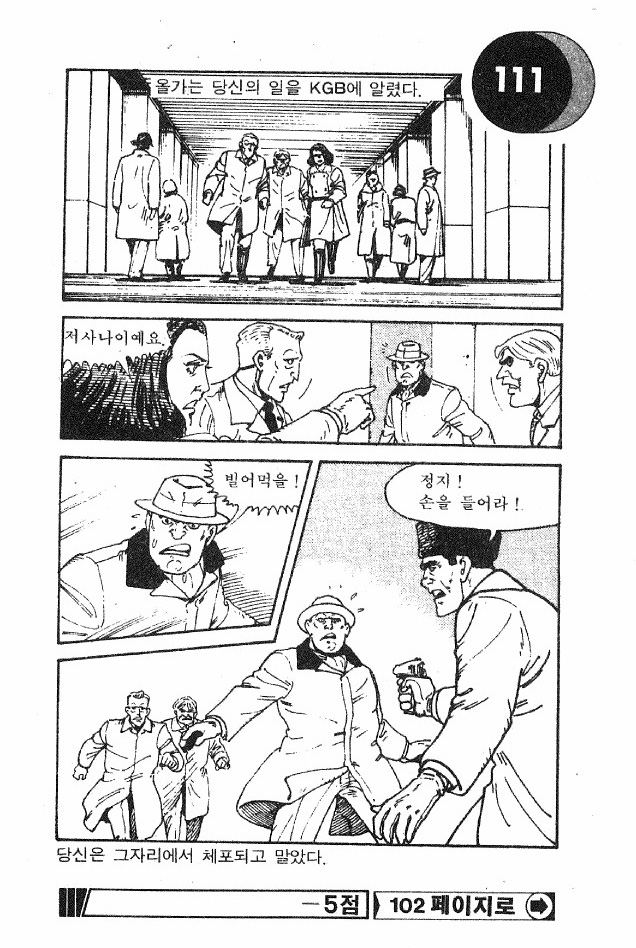 111
올가는 당신의 일을 KGB에 알렸다.
저사나이예요.
빌어먹을!
정지!
손을 들어라!
당신은 그자리에서 체포되고 말았다.
—5점
102 페이지로